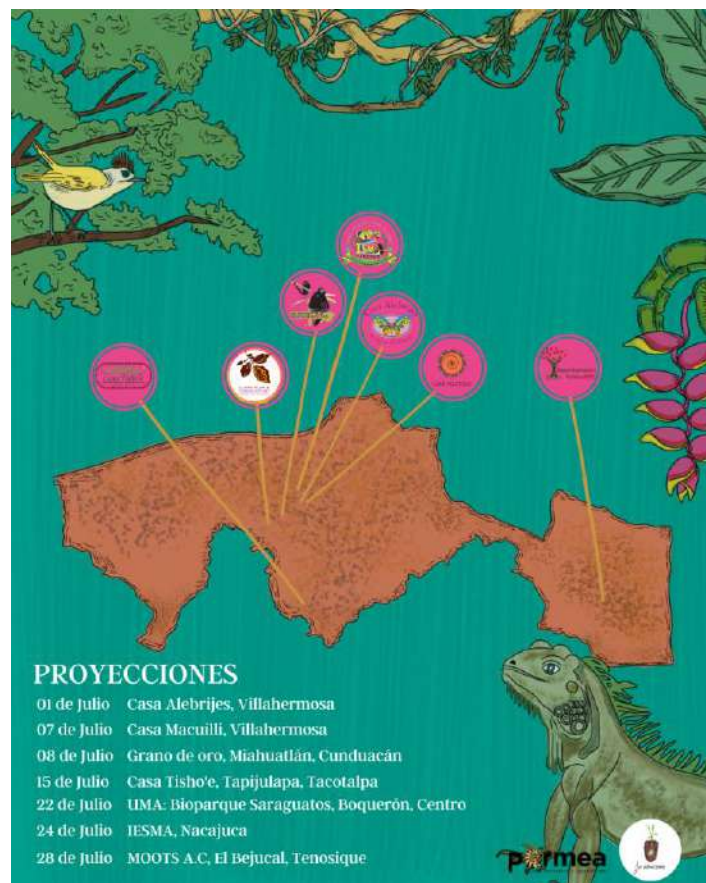 PROYECCIONES
01 de Julio Casa Alebrijes, Villahermosa
07 de Julio Casa Macuilli, Villahermosa
08 de Julio Grano de oro, Miahuatlán, Cunduacán
15 de Julio Casa Tisho'e, Tapijulapa, Tacotalpa
22 de Julio UMA: Bioparque Saraguatos, Boquerón, Centro
24 de Julio IESMA, Nacajuca
28 de Julio MOOTS A.C, El Bejucal, Tenosique
pormea